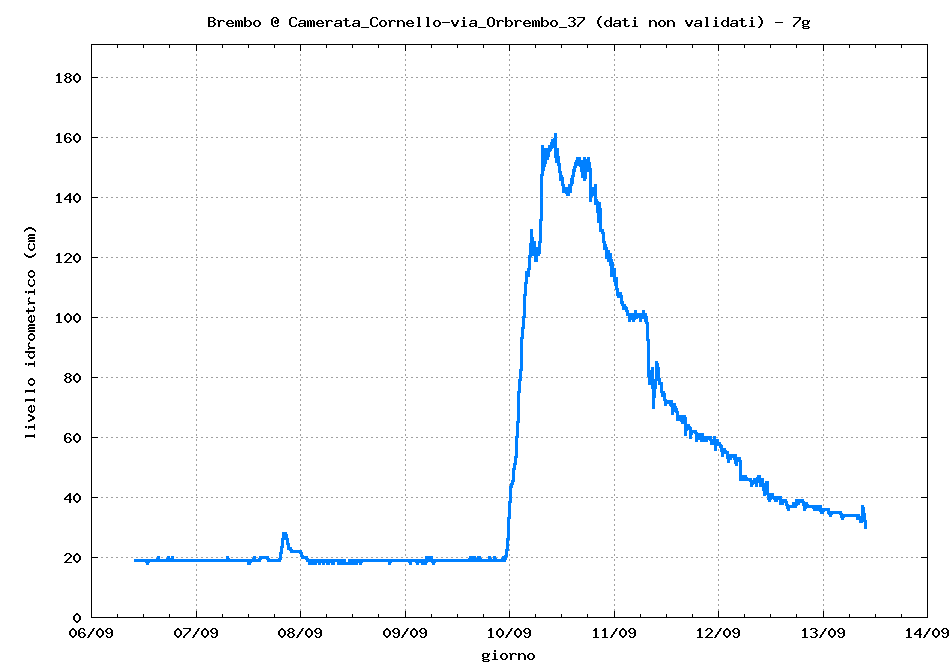 Brembo @ Camerata_Cornello-via_Orbrembo_37 (dati non validati) - 7g
livello idrometrico (cm)
180
160
140
120
100
80
60
40
20
0
06/09 07/09 08/09 09/09 10/09 11/09 12/09 13/09 14/09
giorno